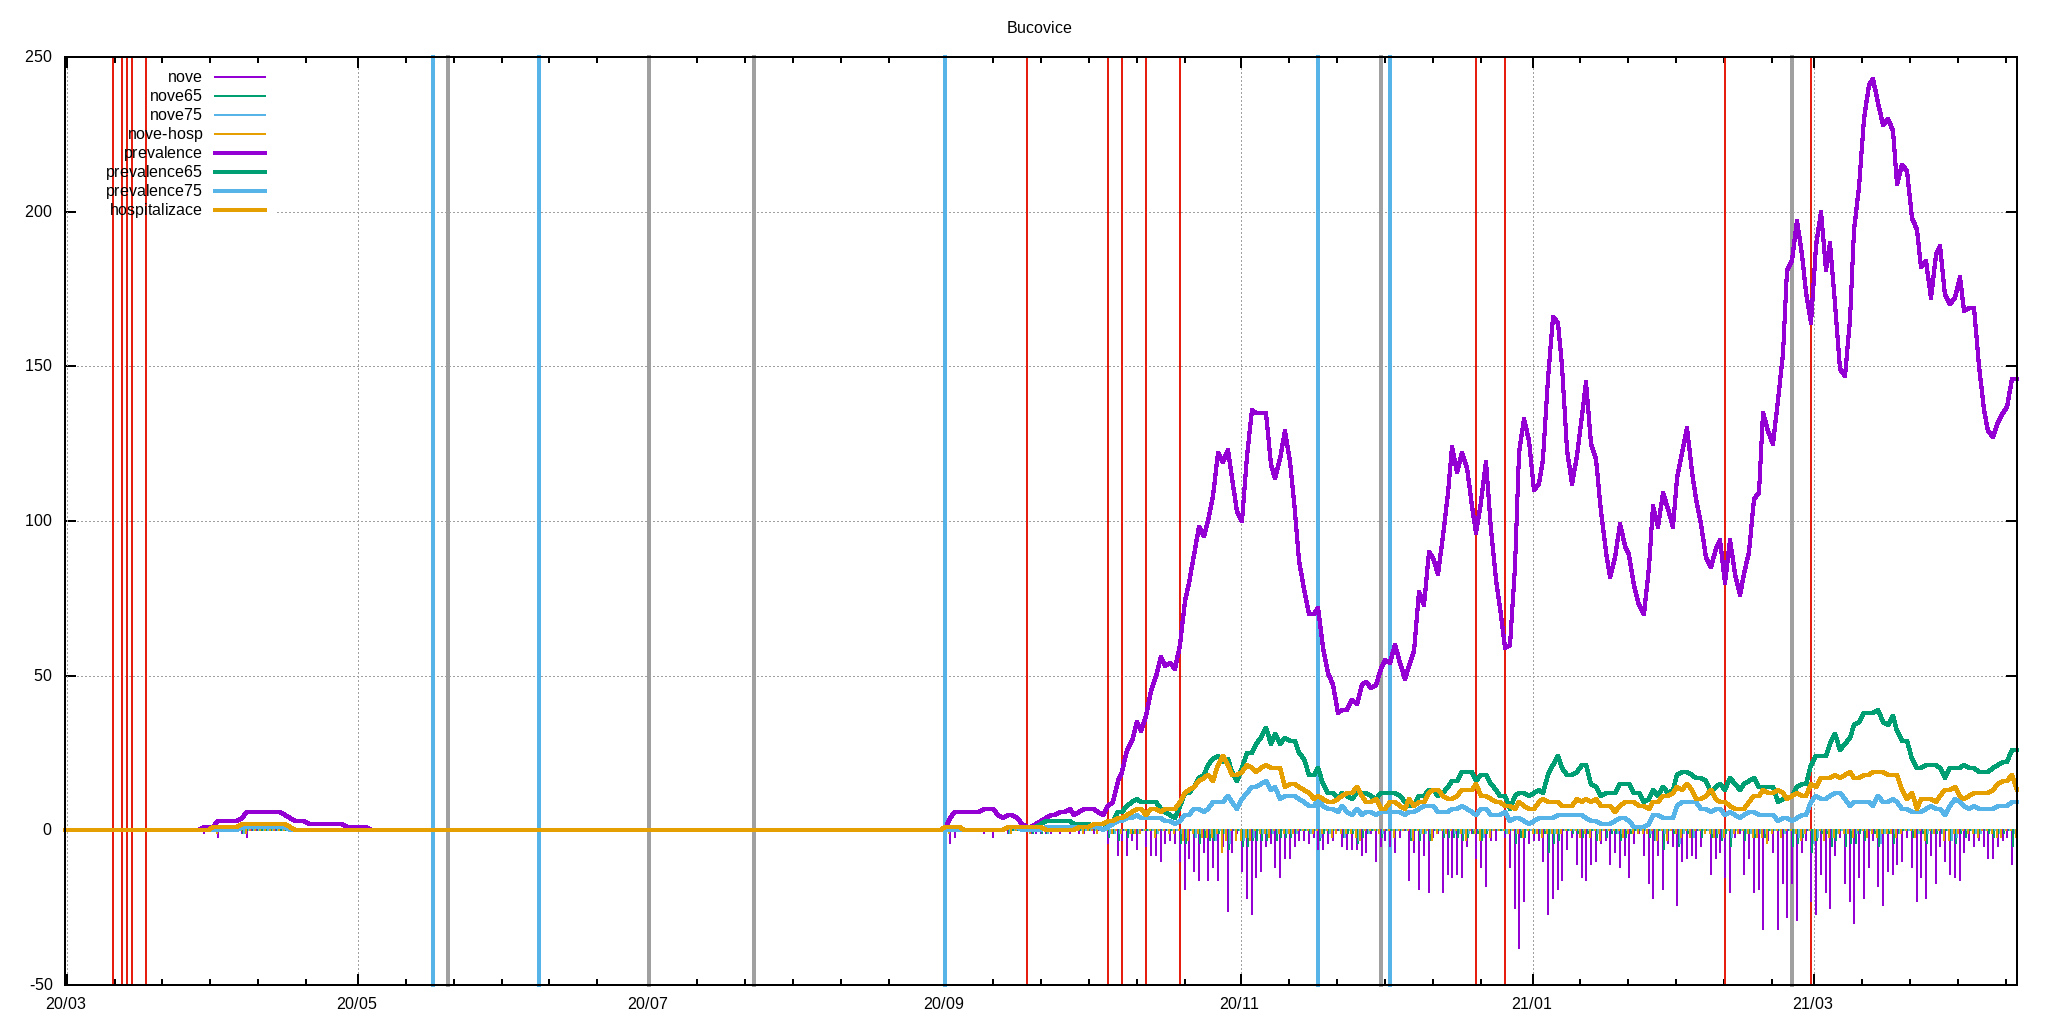 Bucovice
250
200
150
100
50
0
-50
nove
nove65
nove75
nove-hosp
prevalence
prevalence65
prevalence75
hospitalizace
20/03 20/05 20/07 20/09 20/11 21/01 21/03